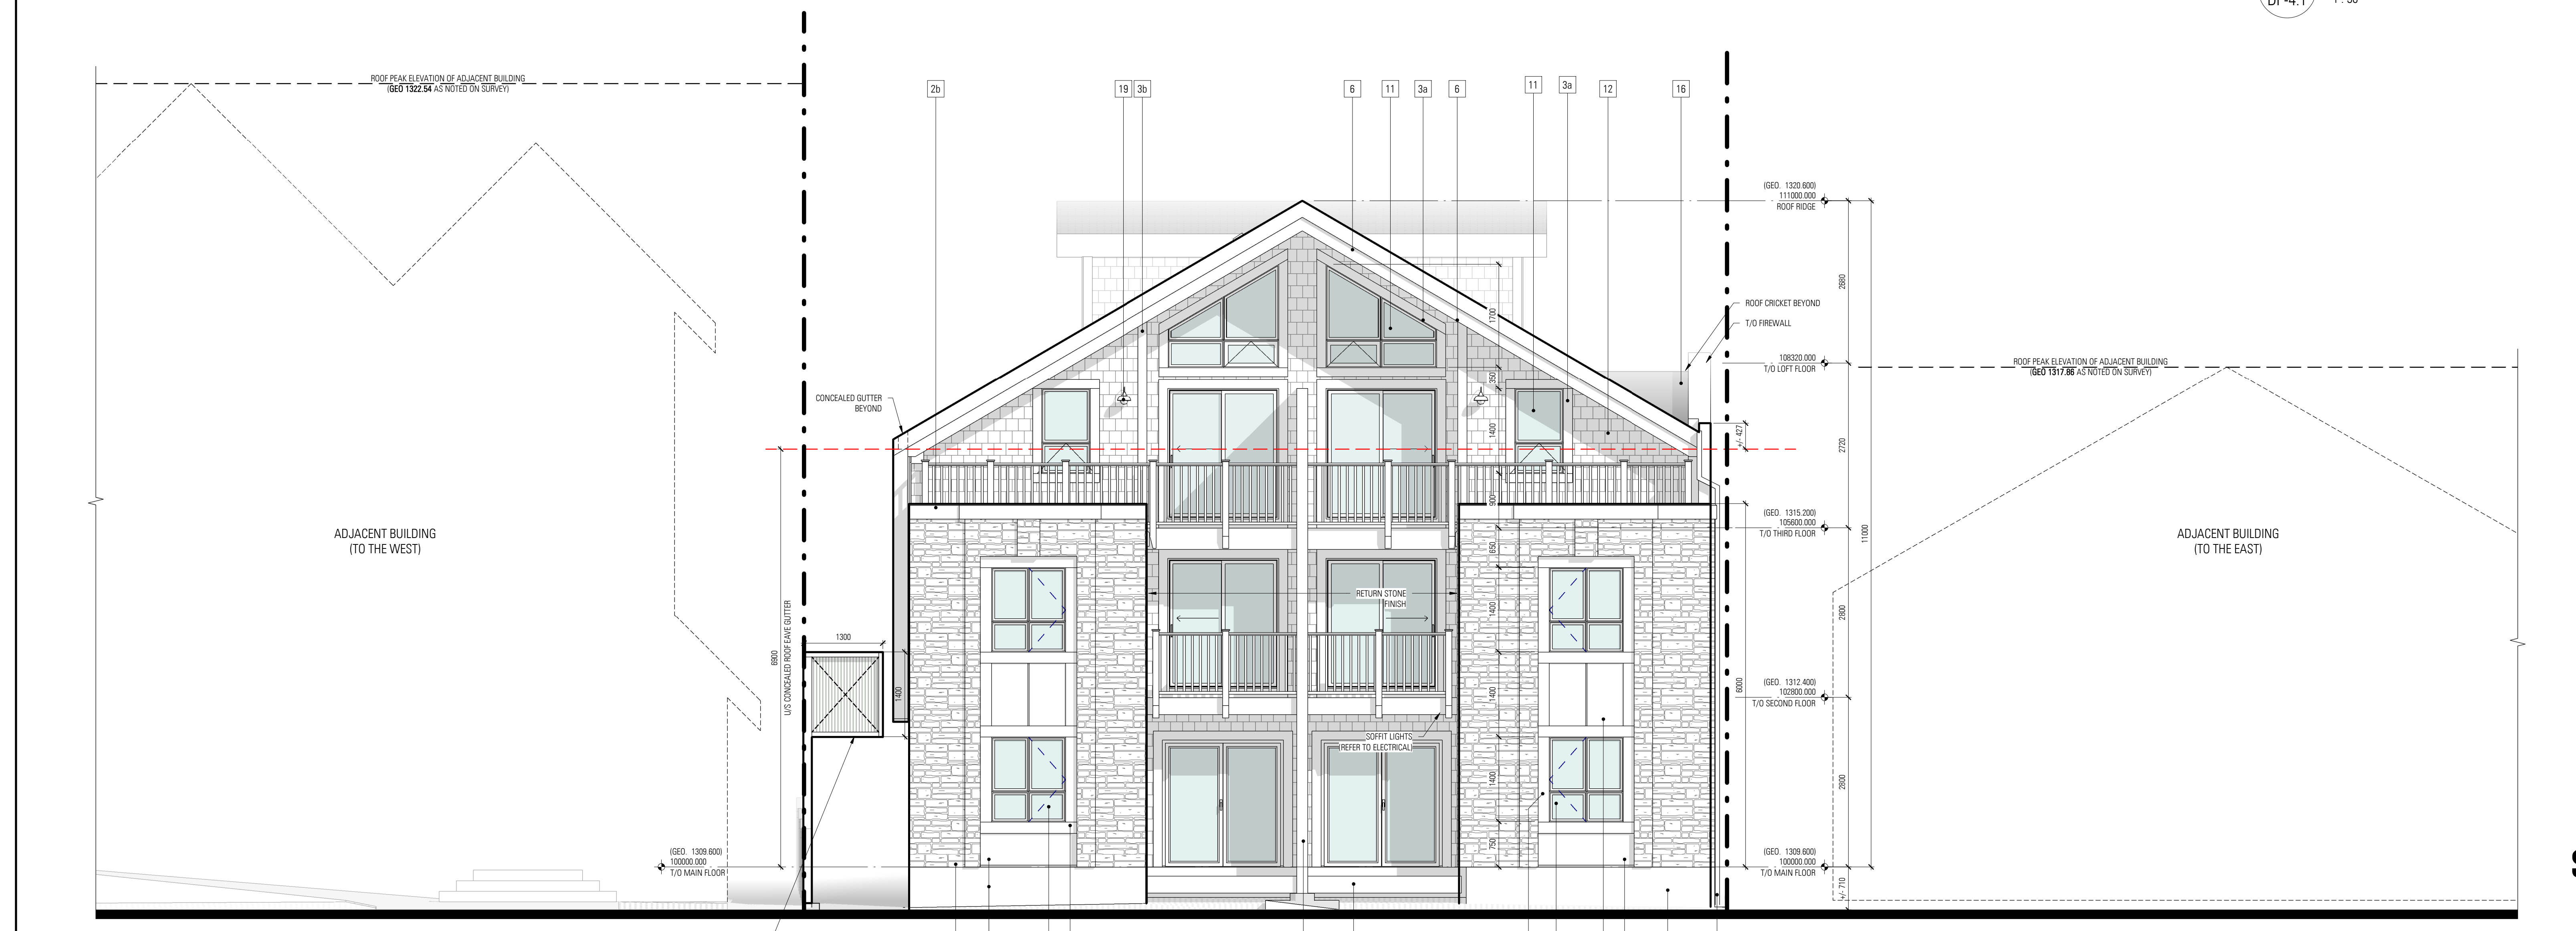 DP-4.1
1 : 50
ROOF PEAK ELEVATION OF ADJACENT BUILDING
(GEO 1322.54 AS NOTED ON SURVEY)
2b
19
3b
6
11
3a
6
11
3a
12
16
(GEO. 1320.600)
111000.000
ROOF RIDGE
2680
1700
ROOF CRICKET BEYOND
T/O FIREWALL
108320.000
T/O LOFT FLOOR
ROOF PEAK ELEVATION OF ADJACENT BUILDING
(GEO 1317.86 AS NOTED ON SURVEY)
350
CONCEALED GUTTER
BEYOND
1400
+/- 427
2720
900
(GEO. 1315.200)
105600.000
T/O THIRD FLOOR
11000
ADJACENT BUILDING
(TO THE WEST)
ADJACENT BUILDING
(TO THE EAST)
650
RETURN STONE
FINISH
1400
2800
1300
6900
U/S CONCEALED ROOF EAVE GUTTER
1400
1400
6000
(GEO. 1312.400)
102800.000
T/O SECOND FLOOR
SOFFIT LIGHTS
(REFER TO ELECTRICAL)
1400
2800
750
(GEO. 1309.600)
100000.000
T/O MAIN FLOOR
(GEO. 1309.600)
100000.000
T/O MAIN FLOOR
+/- 710